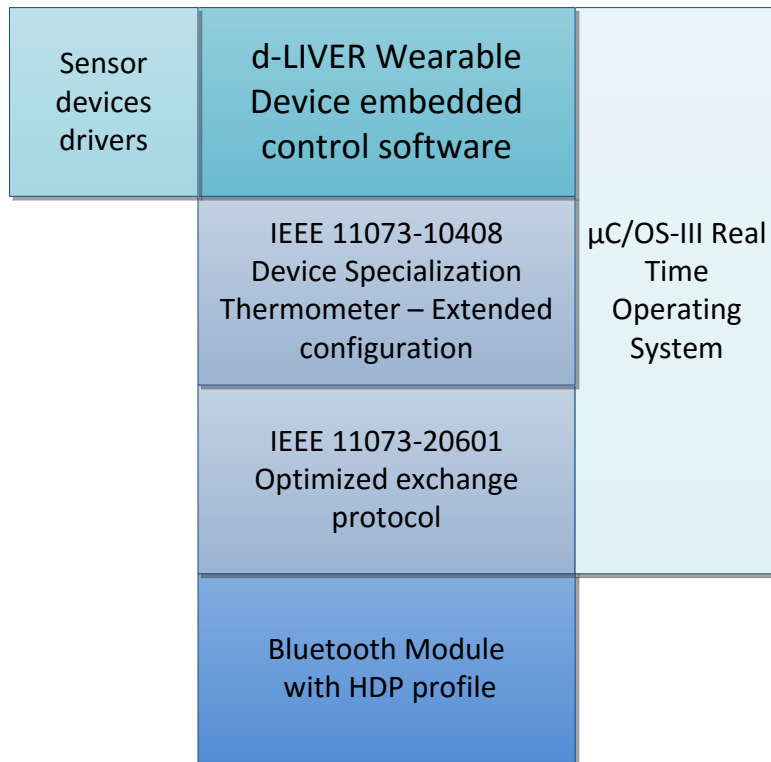 Sensor
devices
drivers
d-LIVER Wearable
Device embedded
control software
IEEE 11073-10408
Device Specialization
Thermometer – Extended
configuration
µC/OS-III Real
Time
Operating
System
IEEE 11073-20601
Optimized exchange
protocol
Bluetooth Module
with HDP profile